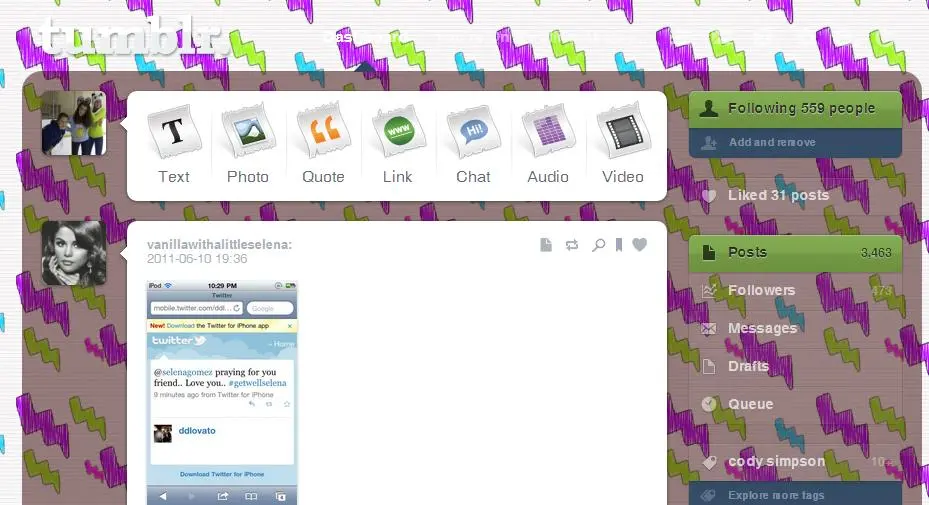 tumblr.
Das
T
www
Hi!
Text
Photo
Quote
Link
Chat
Audio
Video
Following 559 people
Add and remove
Liked 31 posts
vanillawithalittleselena:
2011-06-10 19:36
Posts 3,463
Followers 473
Messages
Drafts
Queue
cody simpson
Explore more tags
iPod 10:29 PM
Twitter
mobile.twitter.com/ddl...
Google
New! Download the Twitter for iPhone app ×
twitter
Home
@selenagomez praying for you
friend.. Love you.. #getwellselena
9 minutes ago from Twitter for iPhone
ddlovato
Download Twitter for iPhone